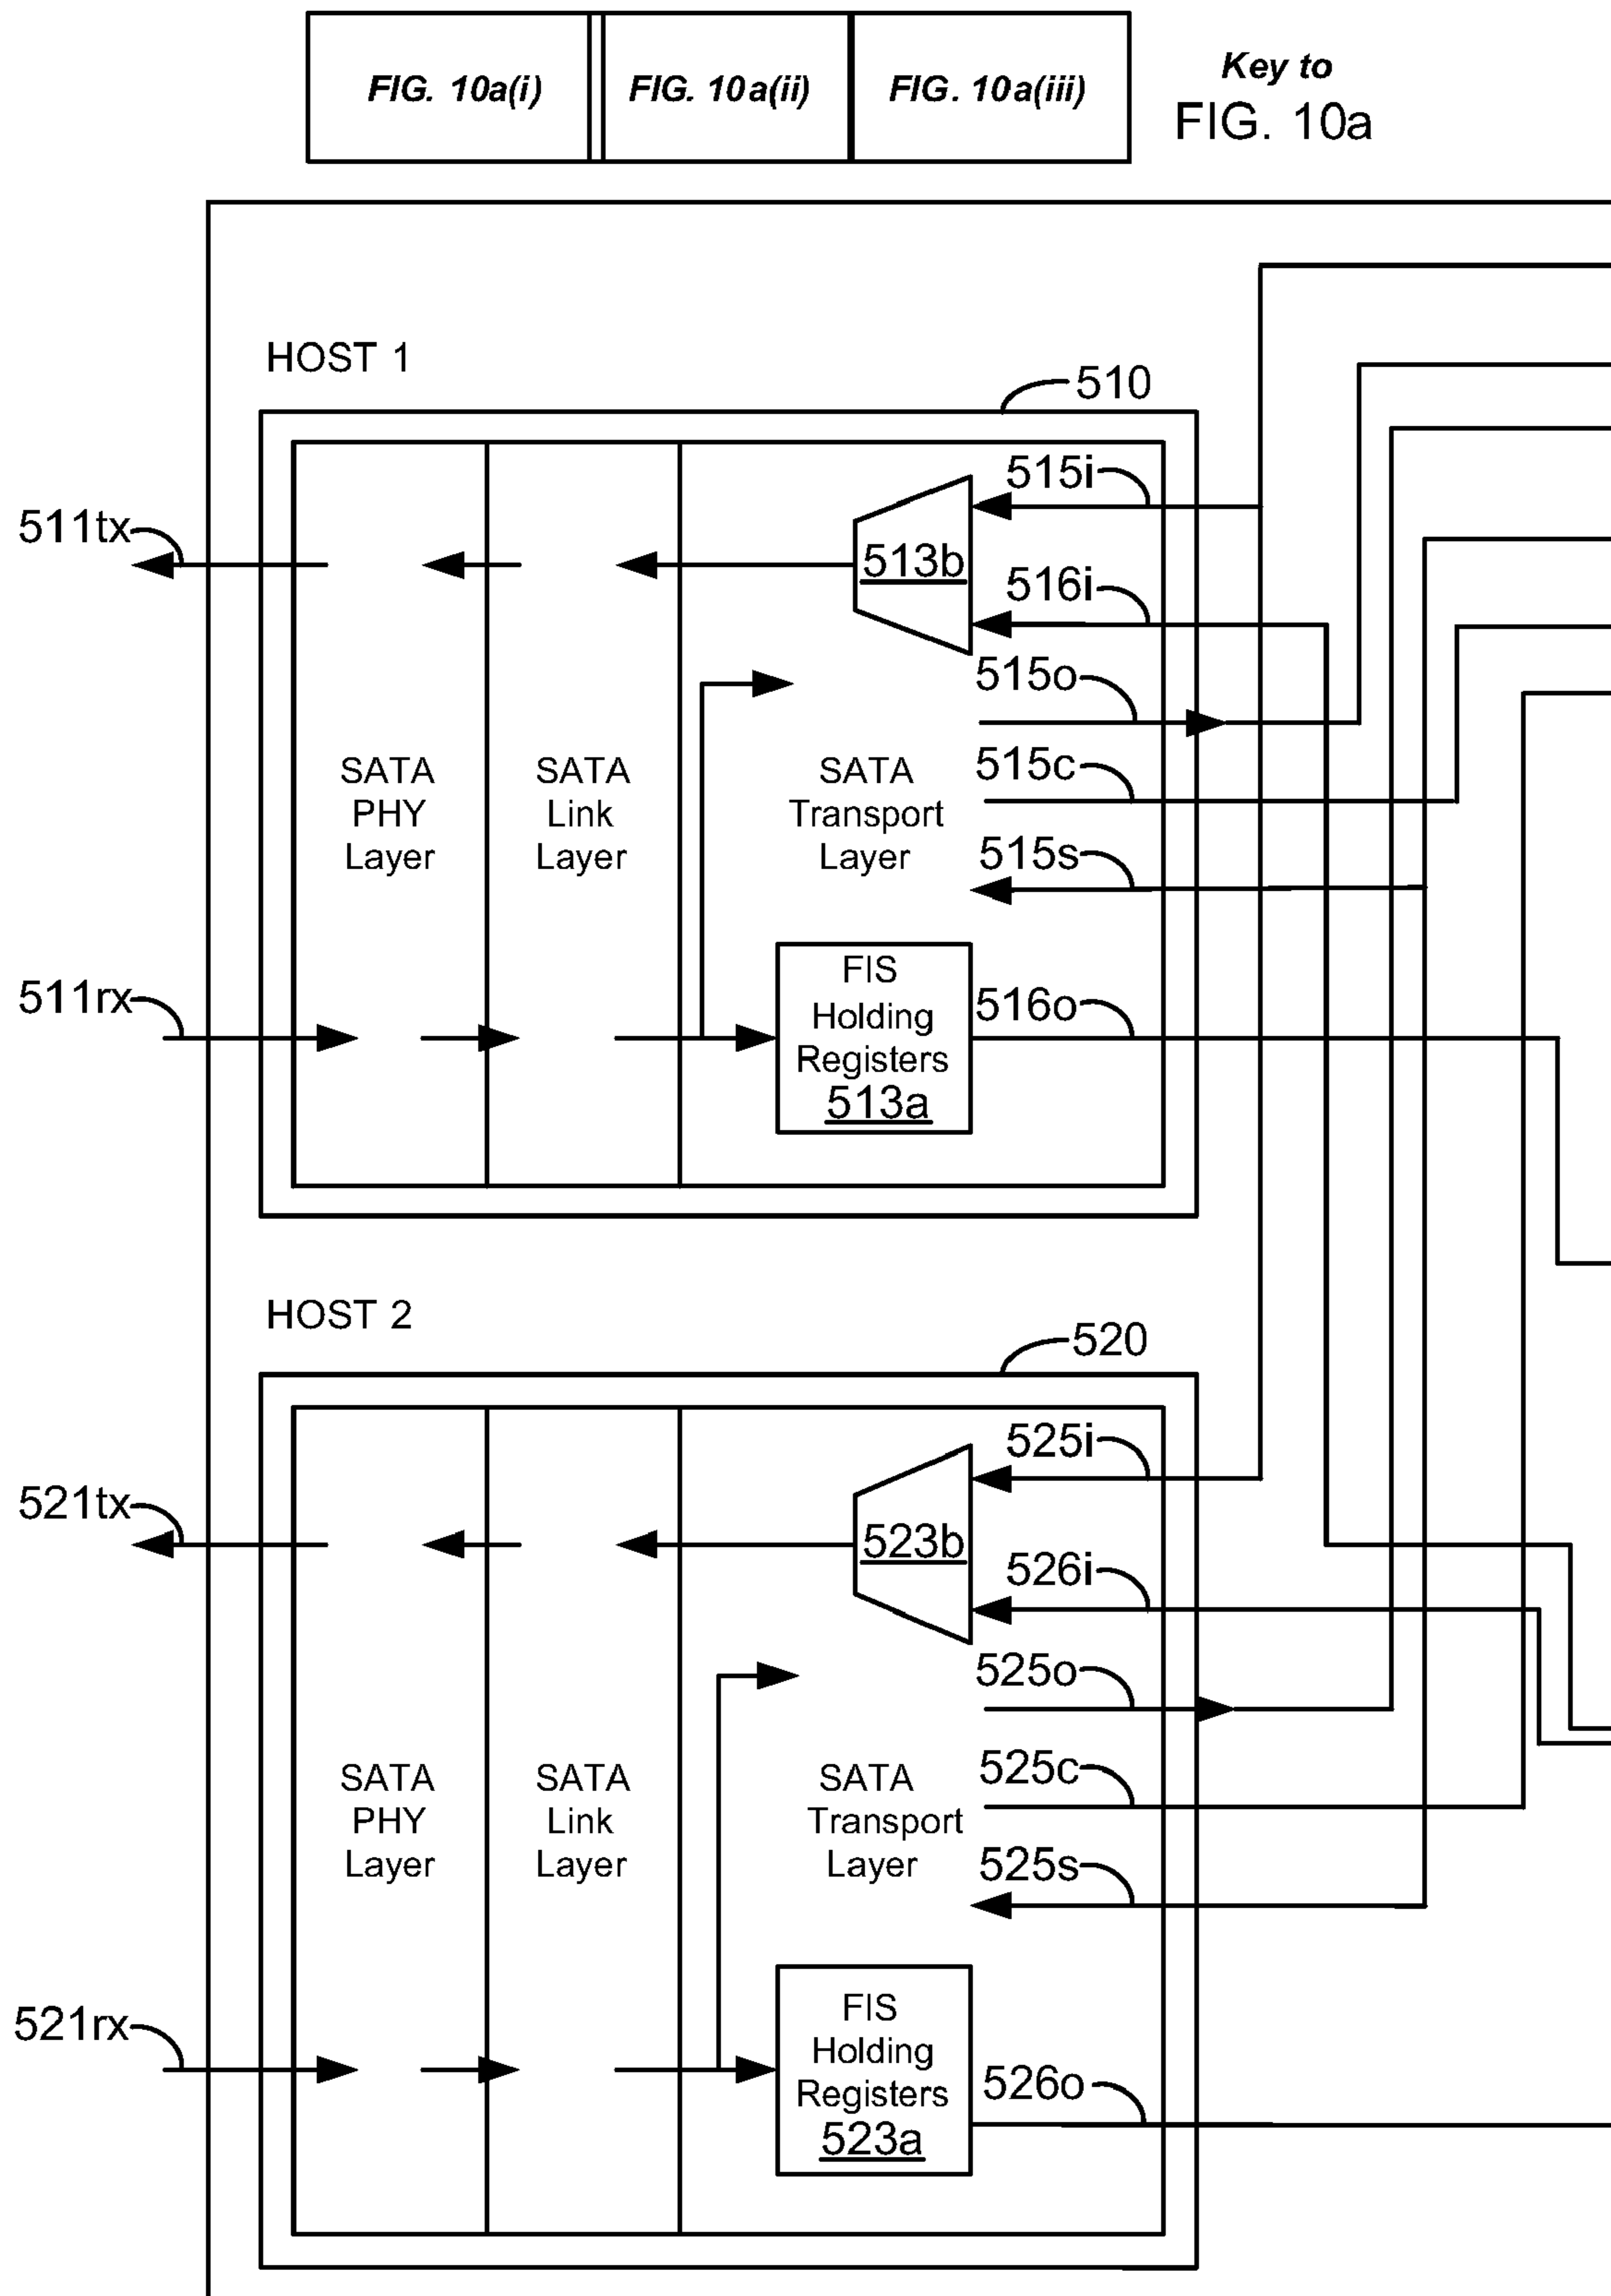 FIG. 10a(i)
FIG. 10a(ii)
FIG. 10a(iii)
Key to
FIG. 10a
HOST 1
510
515i
511tx
513b
516i
515o
SATA
PHY
Layer
SATA
Link
Layer
SATA
Transport
Layer
515c
515s
511rx
FIS
Holding
Registers
513a
516o
HOST 2
520
525i
521tx
523b
526i
525o
SATA
PHY
Layer
SATA
Link
Layer
SATA
Transport
Layer
525c
525s
521rx
FIS
Holding
Registers
523a
526o